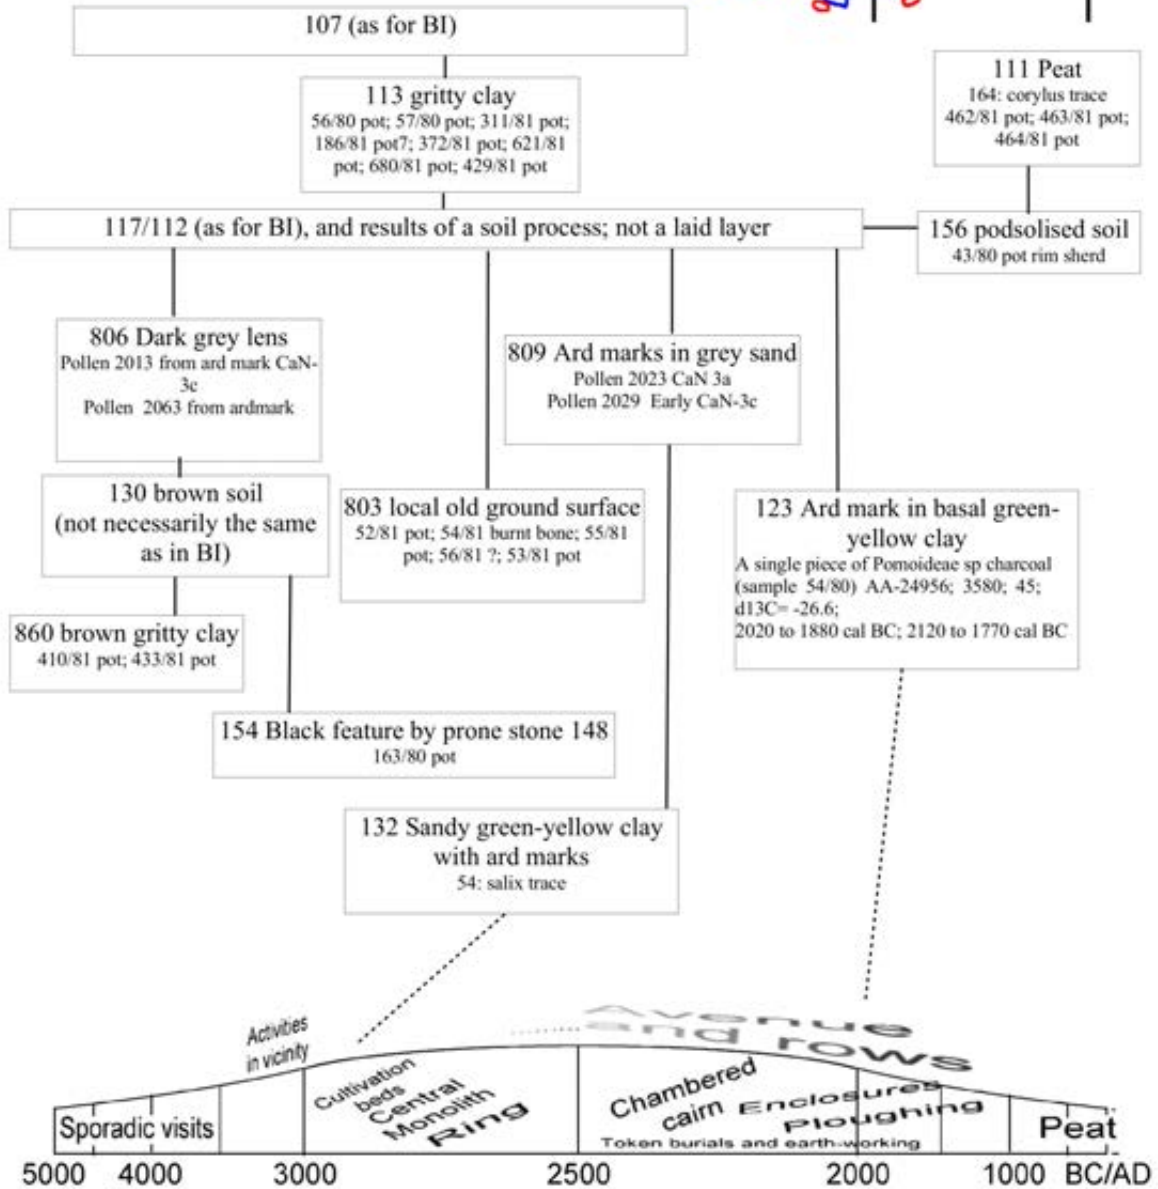 107 (as for BI)
113 gritty clay
56/80 pot; 57/80 pot; 311/81 pot;
186/81 pot7; 372/81 pot; 621/81
pot; 680/81 pot; 429/81 pot
111 Peat
164: corylus trace
462/81 pot; 463/81 pot;
464/81 pot
117/112 (as for BI), and results of a soil process; not a laid layer
156 podsolised soil
43/80 pot rim sherd
806 Dark grey lens
Pollen 2013 from ard mark CaN-
3c
Pollen 2063 from ardmark
809 Ard marks in grey sand
Pollen 2023 CaN 3a
Pollen 2029 Early CaN-3c
130 brown soil
(not necessarily the same
as in BI)
803 local old ground surface
52/81 pot; 54/81 burnt bone; 55/81
pot; 56/81 ?; 53/81 pot
123 Ard mark in basal green-
yellow clay
A single piece of Pomoideae sp charcoal
(sample 54/80) AA-24956; 3580; 45;
d13C= -26.6;
2020 to 1880 cal BC; 2120 to 1770 cal BC
860 brown gritty clay
410/81 pot; 433/81 pot
154 Black feature by prone stone 148
163/80 pot
132 Sandy green-yellow clay
with ard marks
54: salix trace
Activities
in vicinity
Avenue
and rows
Sporadic visits
Cultivation
beds
Central
Monolith
Ring
Chambered
cairn
Enclosures
Ploughing
Token burials and earth-working
Peat
5000 4000 3000 2500 2000 1000 BC/AD